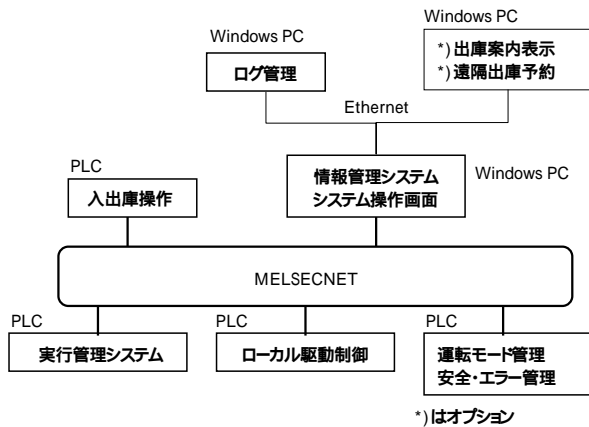 Windows PC
Windows PC
*) 出庫案内表示
*) 遠隔出庫予約
ログ管理
Ethernet
PLC
入出庫操作
情報管理システム
システム操作画面
Windows PC
MELSECNET
PLC
実行管理システム
PLC
ローカル駆動制御
PLC
運転モード管理
安全・エラー管理
*) はオプション